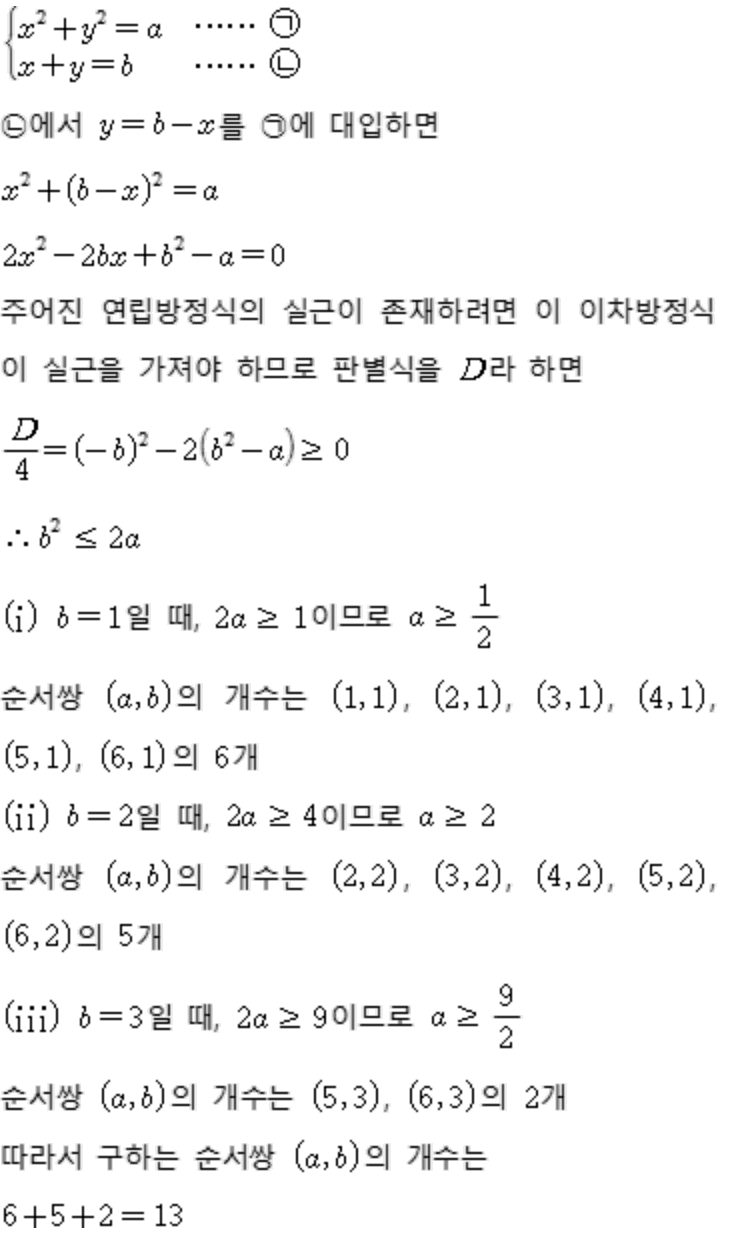 x²+y²=a ······ ㉠
x+y=b ······ ㉡
㉡에서 y=b-x를 ㉠에 대입하면
x²+(b-x)²=a
2x²-2bx+b²-a=0
주어진 연립방정식의 실근이 존재하려면 이 이차방정식
이 실근을 가져야 하므로 판별식을 D라 하면
D/4=(-b)²-2(b²-a)≥0
∴b²≤2a
(i) b=1일 때, 2a≥1이므로 a≥1/2
순서쌍 (a,b)의 개수는 (1,1), (2,1), (3,1), (4,1),
(5,1), (6,1)의 6개
(ii) b=2일 때, 2a≥4이므로 a≥2
순서쌍 (a,b)의 개수는 (2,2), (3,2), (4,2), (5,2),
(6,2)의 5개
(iii) b=3일 때, 2a≥9이므로 a≥9/2
순서쌍 (a,b)의 개수는 (5,3), (6,3)의 2개
따라서 구하는 순서쌍 (a,b)의 개수는
6+5+2=13